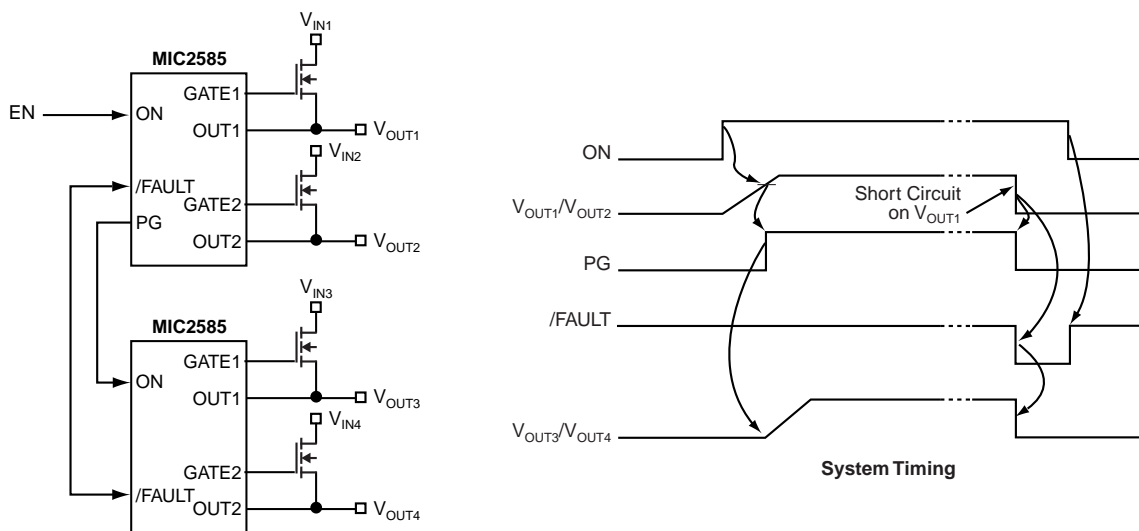 V_IN1
MIC2585
GATE1
EN
ON
OUT1
V_OUT1
V_IN2
/FAULT
GATE2
PG
OUT2
V_OUT2
V_IN3
MIC2585
GATE1
ON
OUT1
V_OUT3
V_IN4
GATE2
/FAULT
OUT2
V_OUT4
ON
V_OUT1/V_OUT2
Short Circuit
on V_OUT1
PG
/FAULT
V_OUT3/V_OUT4
System Timing